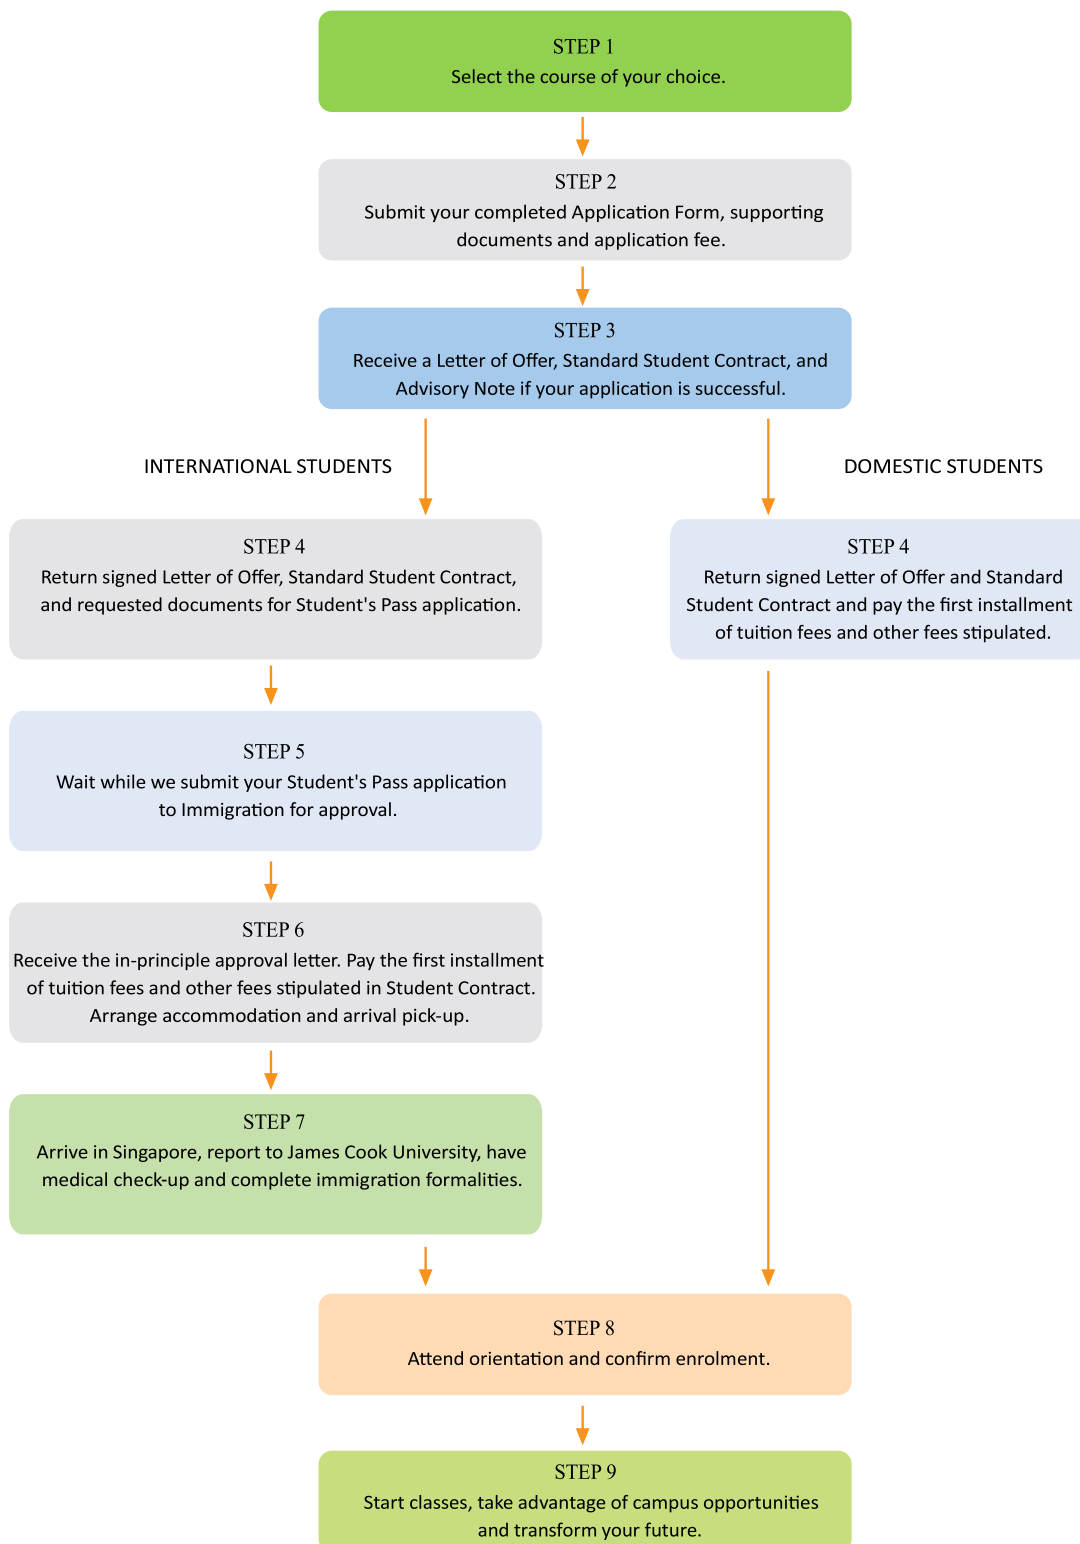 STEP 1
Select the course of your choice.
STEP 2
Submit your completed Application Form, supporting
documents and application fee.
STEP 3
Receive a Letter of Offer, Standard Student Contract, and
Advisory Note if your application is successful.
INTERNATIONAL STUDENTS
DOMESTIC STUDENTS
STEP 4
Return signed Letter of Offer, Standard Student Contract,
and requested documents for Student's Pass application.
STEP 4
Return signed Letter of Offer and Standard
Student Contract and pay the first installment
of tuition fees and other fees stipulated.
STEP 5
Wait while we submit your Student's Pass application
to Immigration for approval.
STEP 6
Receive the in-principle approval letter. Pay the first installment
of tuition fees and other fees stipulated in Student Contract.
Arrange accommodation and arrival pick-up.
STEP 7
Arrive in Singapore, report to James Cook University, have
medical check-up and complete immigration formalities.
STEP 8
Attend orientation and confirm enrolment.
STEP 9
Start classes, take advantage of campus opportunities
and transform your future.